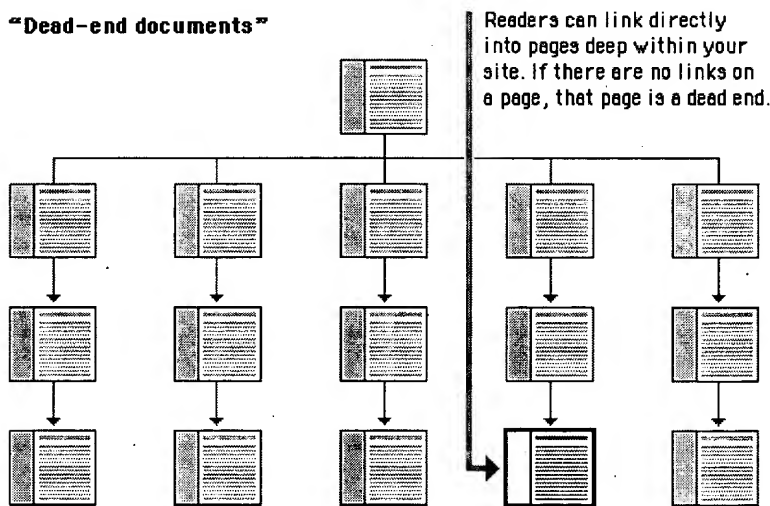 “Dead-end documents”
Readers can link directly
into pages deep within your
site. If there are no links on
a page, that page is a dead end.